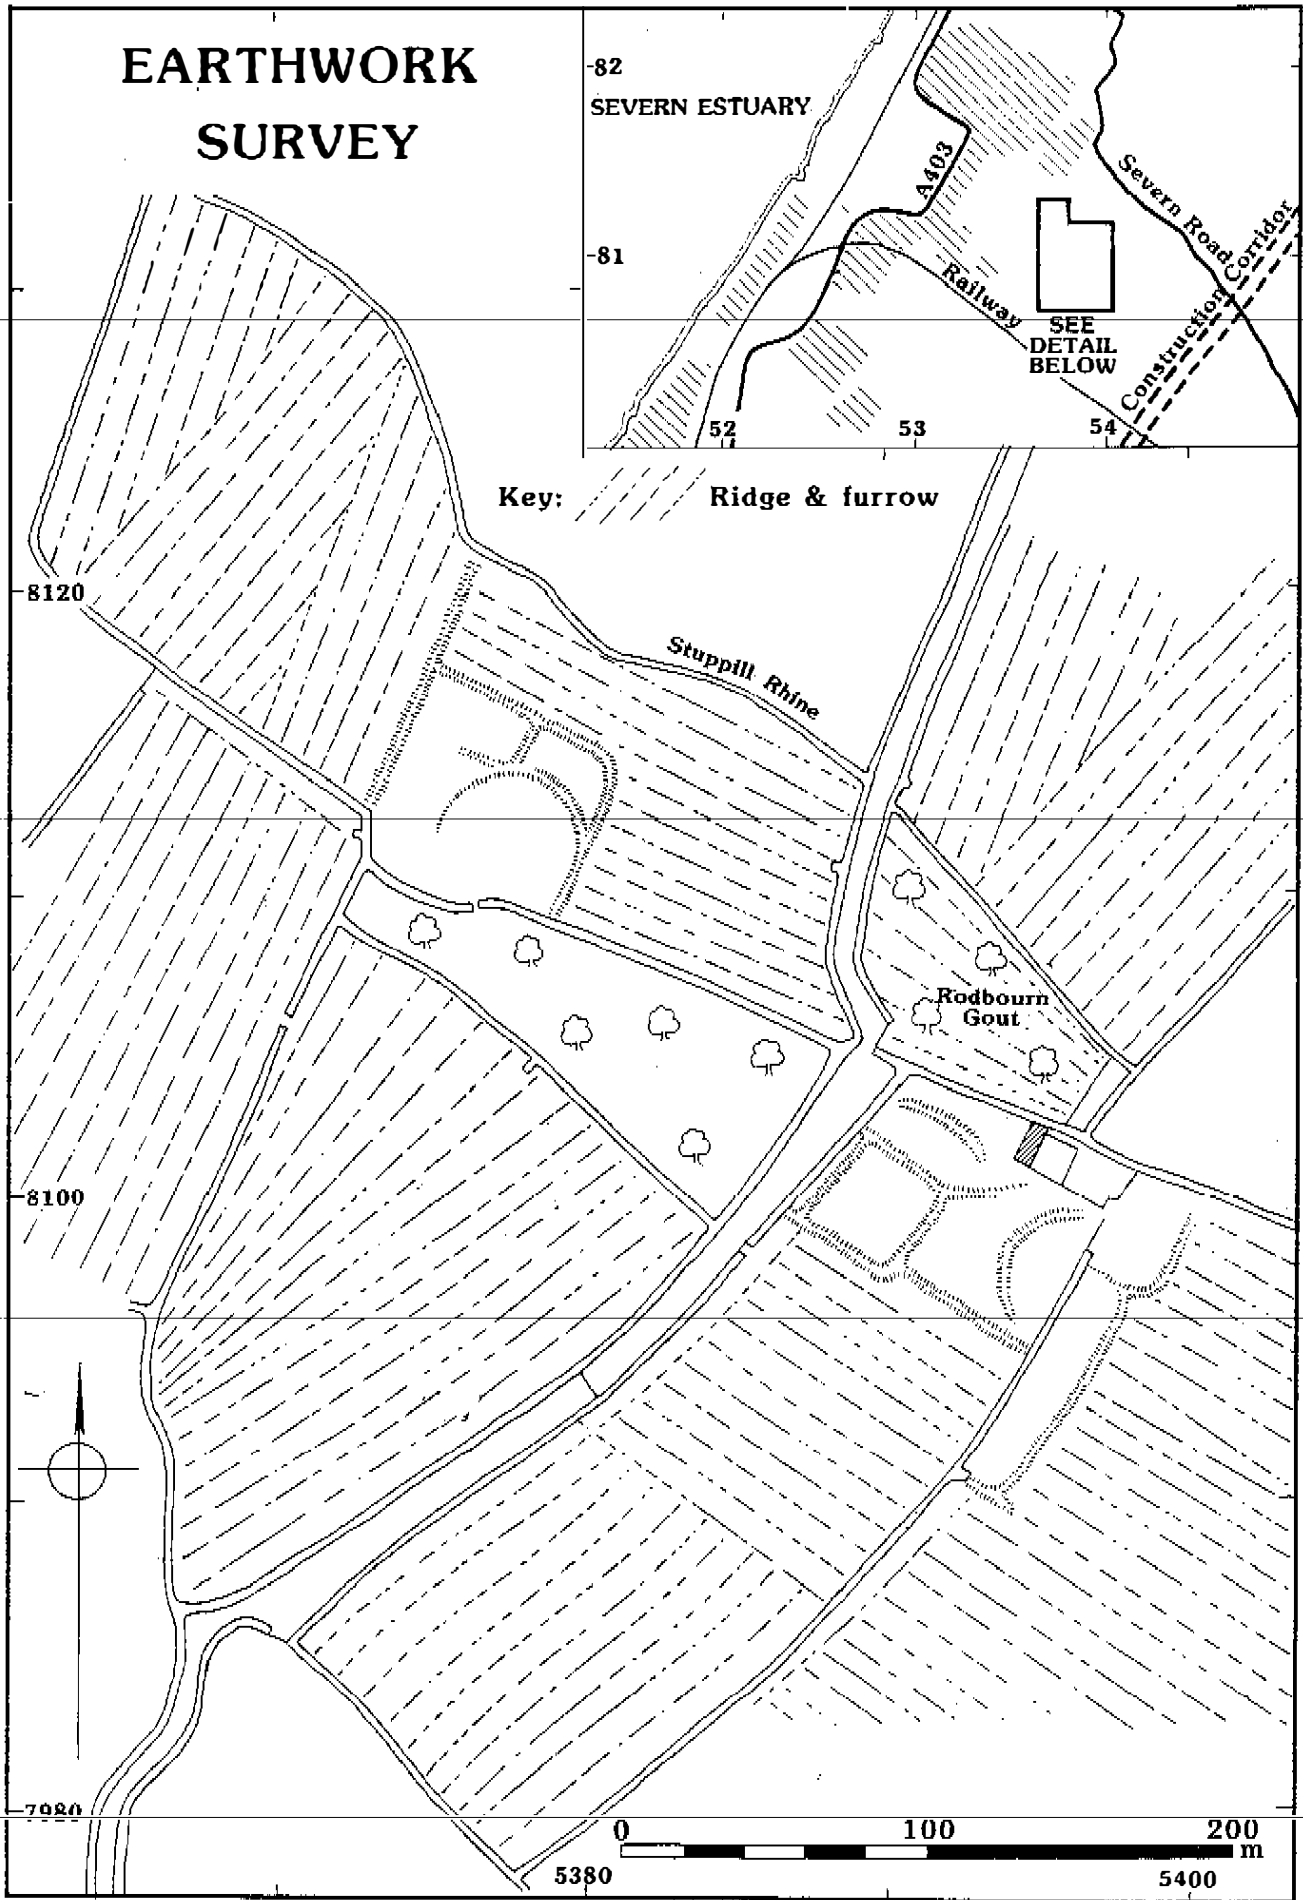 EARTHWORK
SURVEY
82
SEVERN ESTUARY
A403
Severn Road
81
Railway
Construction Corridor
SEE
DETAIL
BELOW
52
53
54
Key:
Ridge & furrow
8120
Stuppill Rhine
Rodbourn
Gout
8100
7980
0
100
200
m
5380
5400